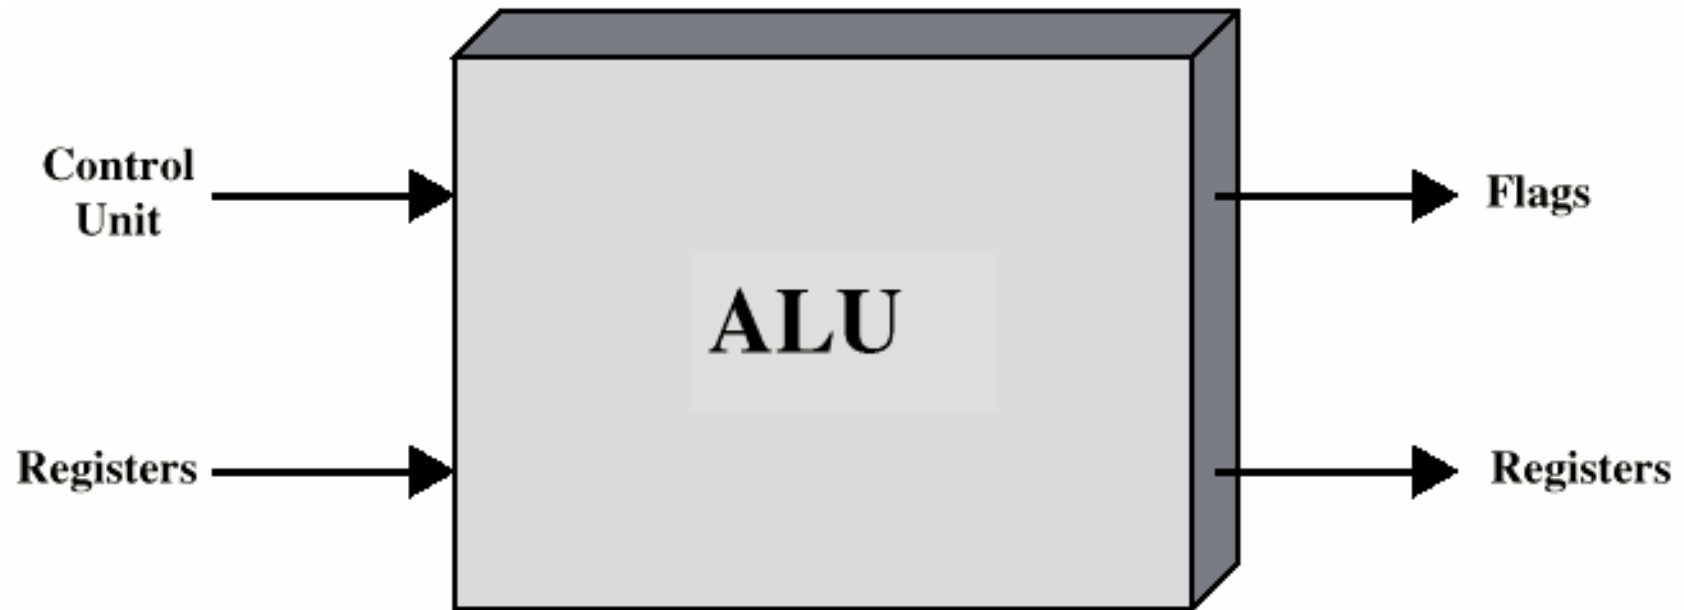 Control
Unit
Flags
ALU
Registers
Registers